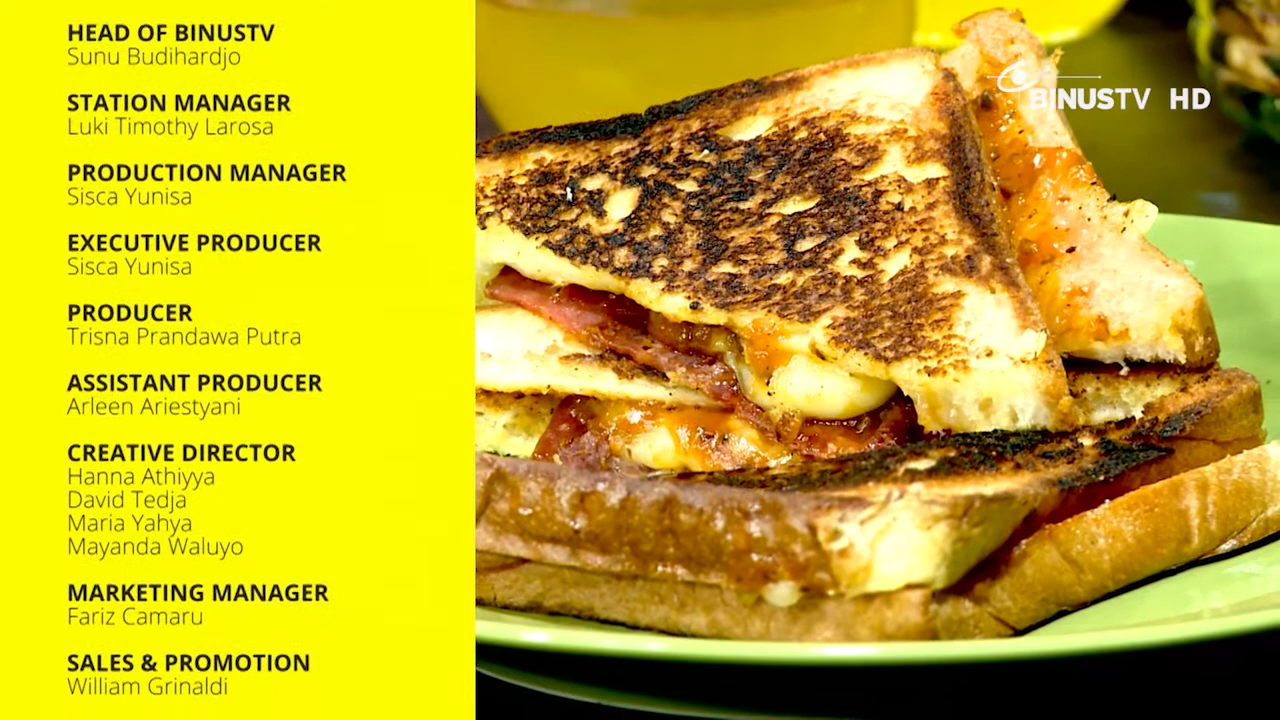 HEAD OF BINUSTV
Sunu Budihardjo
STATION MANAGER
Luki Timothy Larosa
PRODUCTION MANAGER
Sisca Yunisa
EXECUTIVE PRODUCER
Sisca Yunisa
PRODUCER
Trisna Prandawa Putra
ASSISTANT PRODUCER
Arleen Ariestyani
CREATIVE DIRECTOR
Hanna Athiyya
David Tedja
Maria Yahya
Mayanda Waluyo
MARKETING MANAGER
Fariz Camaru
SALES & PROMOTION
William Grinaldi
BINUSTV HD